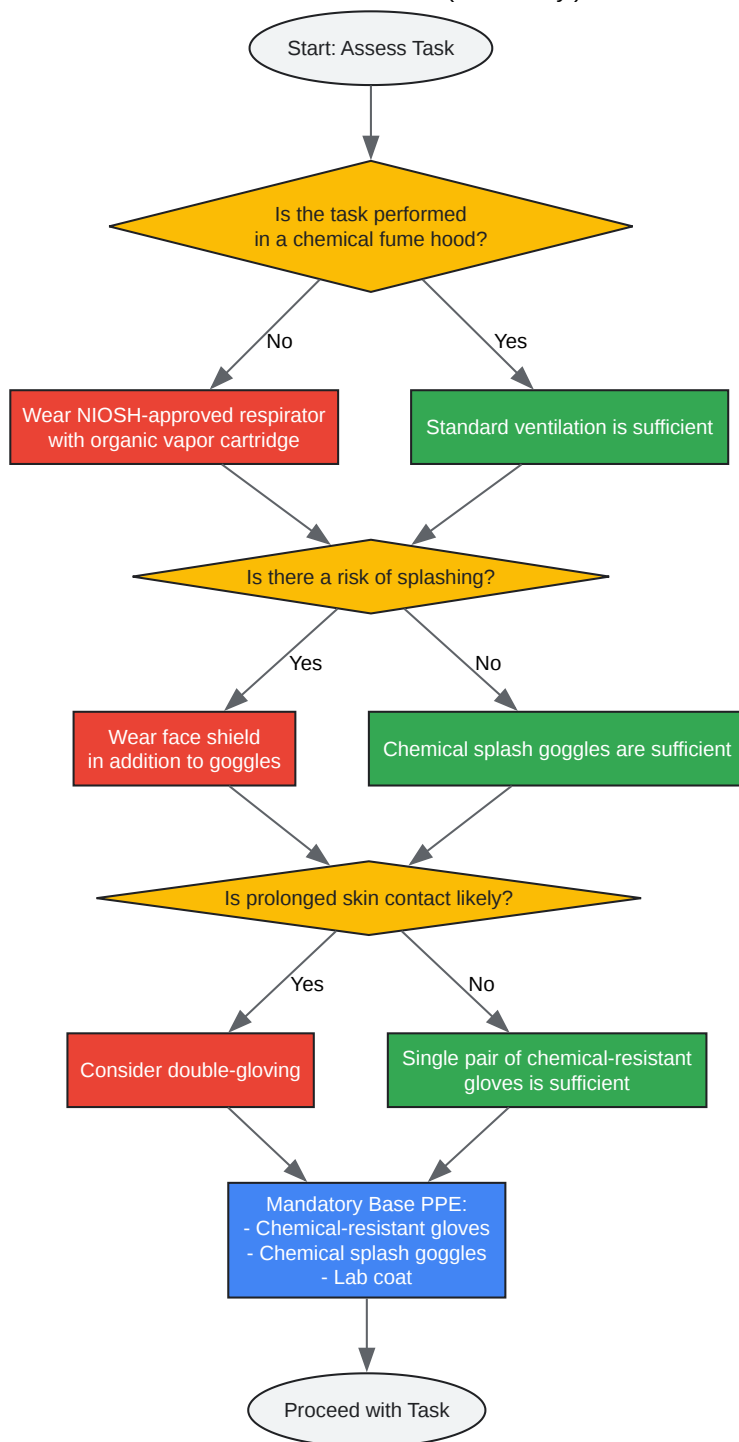 Start: Assess Task
Is the task performed
in a chemical fume hood?
No
Yes
Wear NIOSH-approved respirator
with organic vapor cartridge
Standard ventilation is sufficient
Is there a risk of splashing?
Yes
No
Wear face shield
in addition to goggles
Chemical splash goggles are sufficient
Is prolonged skin contact likely?
Yes
No
Consider double-gloving
Single pair of chemical-resistant
gloves is sufficient
Mandatory Base PPE:
- Chemical-resistant gloves
- Chemical splash goggles
- Lab coat
Proceed with Task